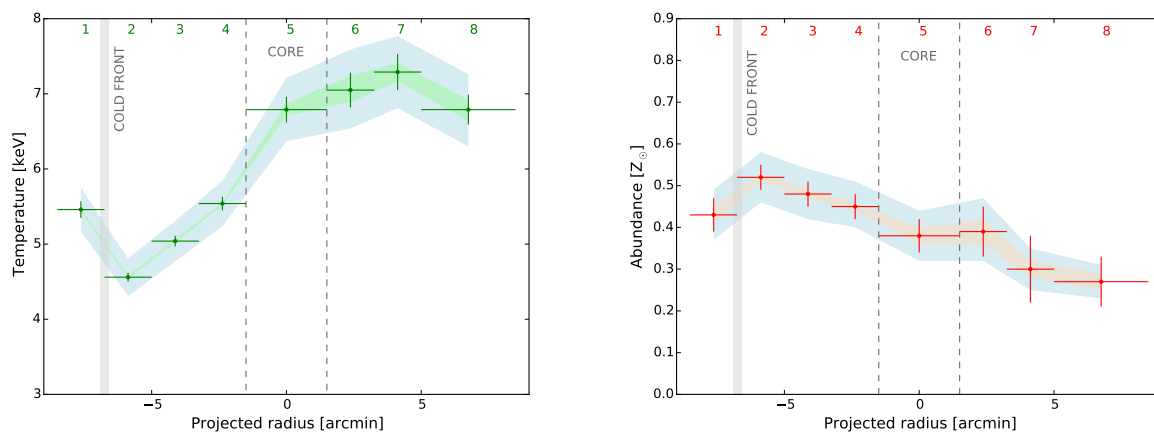 8
7
6
5
4
3
1 2 3 4 5 6 7 8
COLD FRONT
CORE
Temperature [keV]
−5 0 5
Projected radius [arcmin]
0.9
0.8
0.7
0.6
0.5
0.4
0.3
0.2
0.1
0.0
1 2 3 4 5 6 7 8
COLD FRONT
CORE
Abundance [Z☉]
−5 0 5
Projected radius [arcmin]